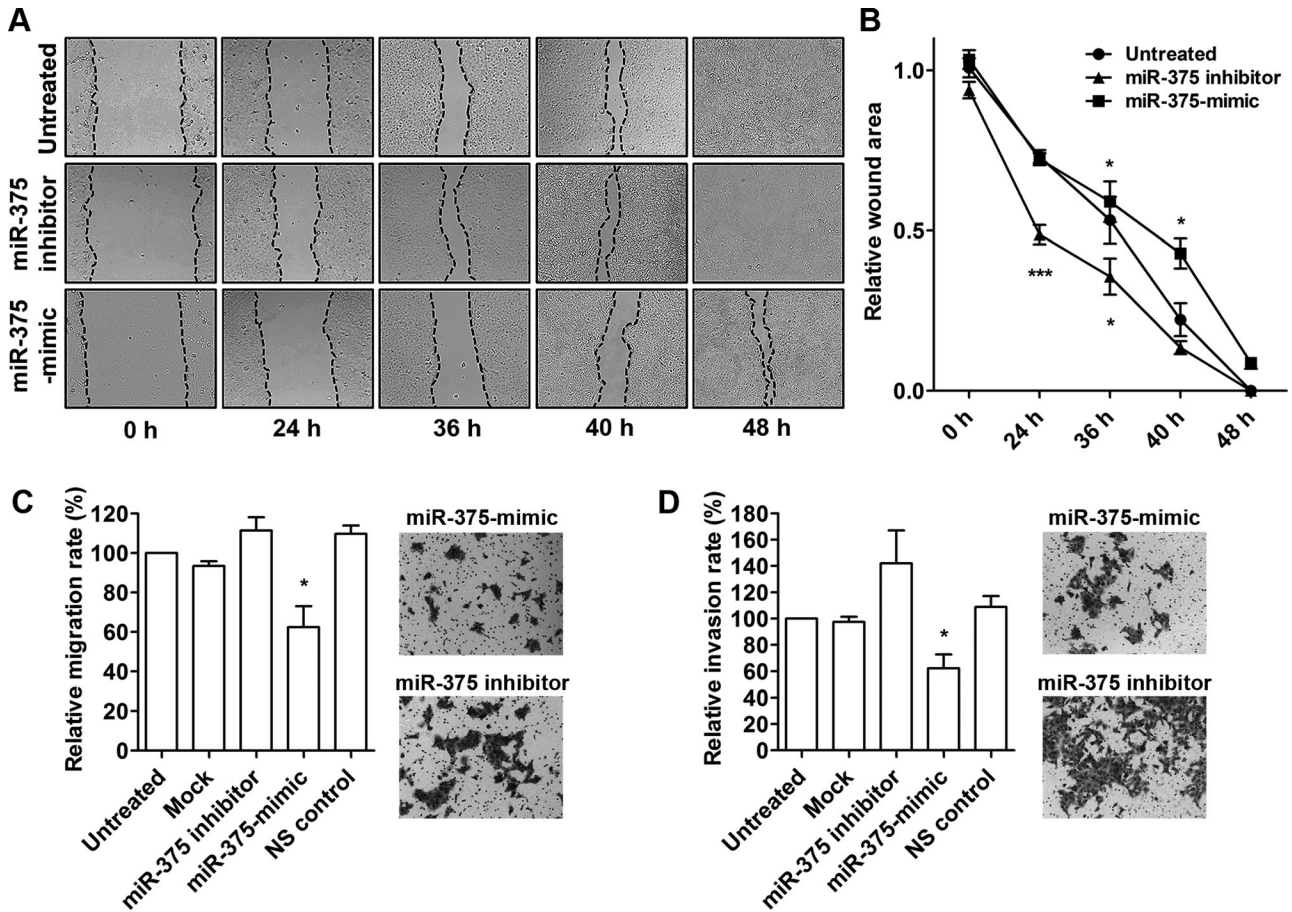 A
Untreated
miR-375
inhibitor
miR-375
-mimic
0 h
24 h
36 h
40 h
48 h
B
Relative wound area
1.0
0.5
0.0
Untreated
miR-375 inhibitor
miR-375-mimic
*
*
***
*
0 h
24 h
36 h
40 h
48 h
C
Relative migration rate (%)
120
100
80
60
40
20
0
*
Untreated
Mock
miR-375 inhibitor
miR-375-mimic
NS control
miR-375-mimic
miR-375 inhibitor
D
Relative invasion rate (%)
180
160
140
120
100
80
60
40
20
0
*
Untreated
Mock
miR-375 inhibitor
miR-375-mimic
NS control
miR-375-mimic
miR-375 inhibitor